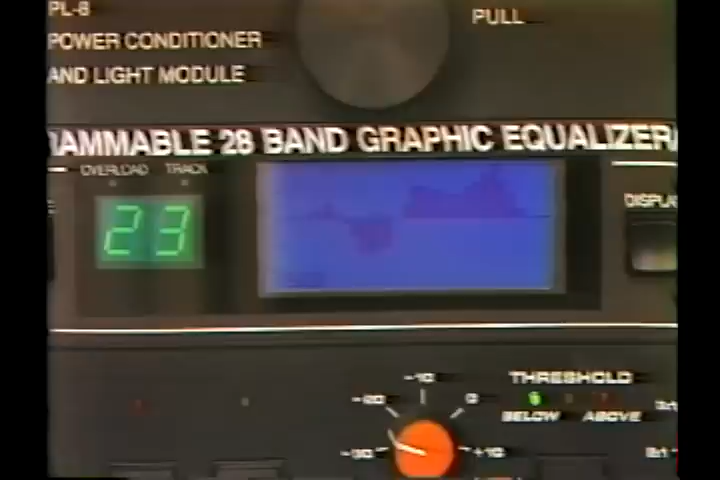 PL-8
PULL
POWER CONDITIONER
AND LIGHT MODULE
AMMABLE 28 BAND GRAPHIC EQUALIZER
OVERLOAD TRACK
DISPLA
23
-10
THRESHOLD
-20 0
BELOW ABOVE
-30 +10